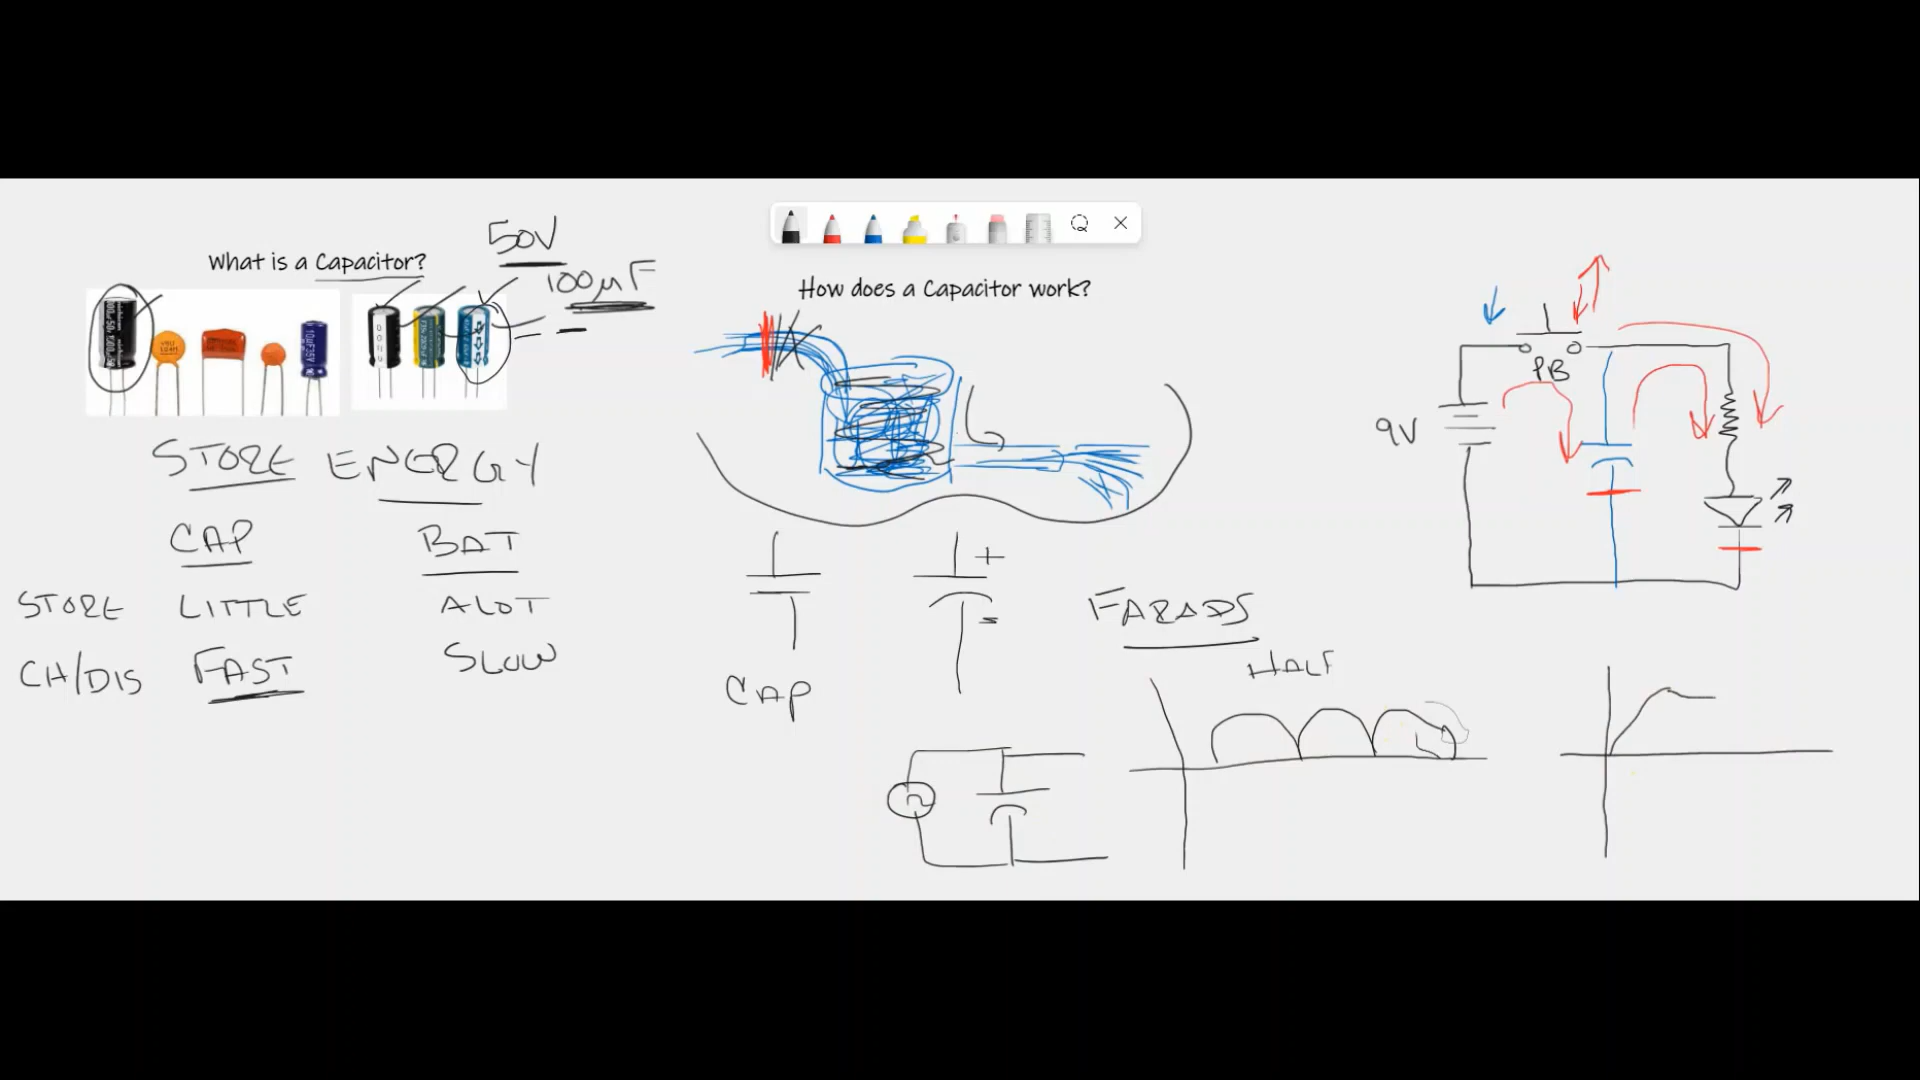 What is a Capacitor?
50V
100µF
STORE ENERGY
CAP BAT
STORE LITTLE ALOT
CH/DIS FAST SLOW
How does a Capacitor work?
+
CAP
FARADS
HALF
PB
9V